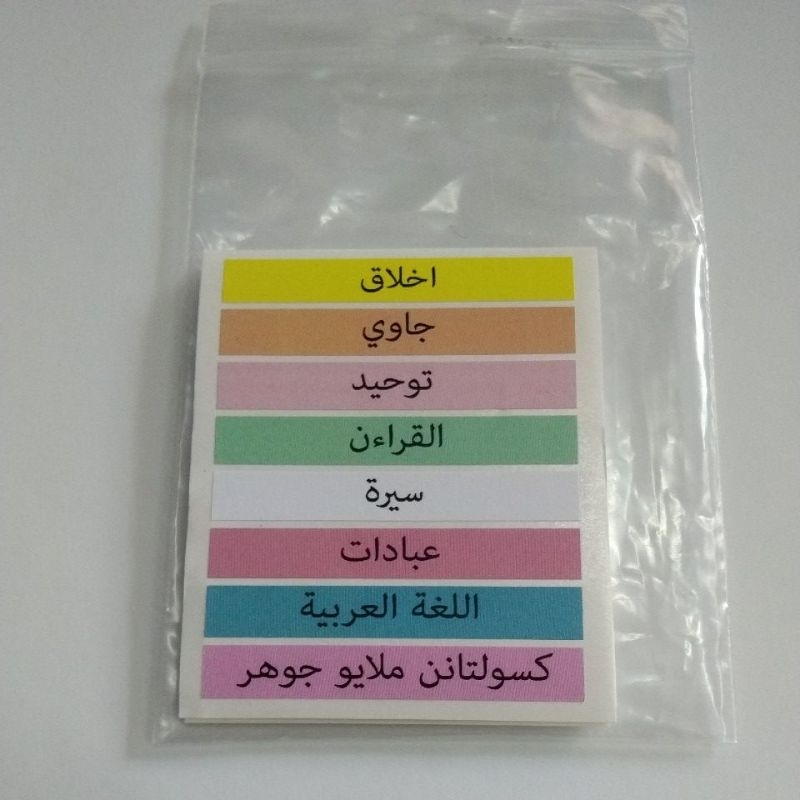 اخلاق
جاوي
توحيد
القراءن
سيرة
عبادات
اللغة العربية
كسولتانن ملايو جوهر